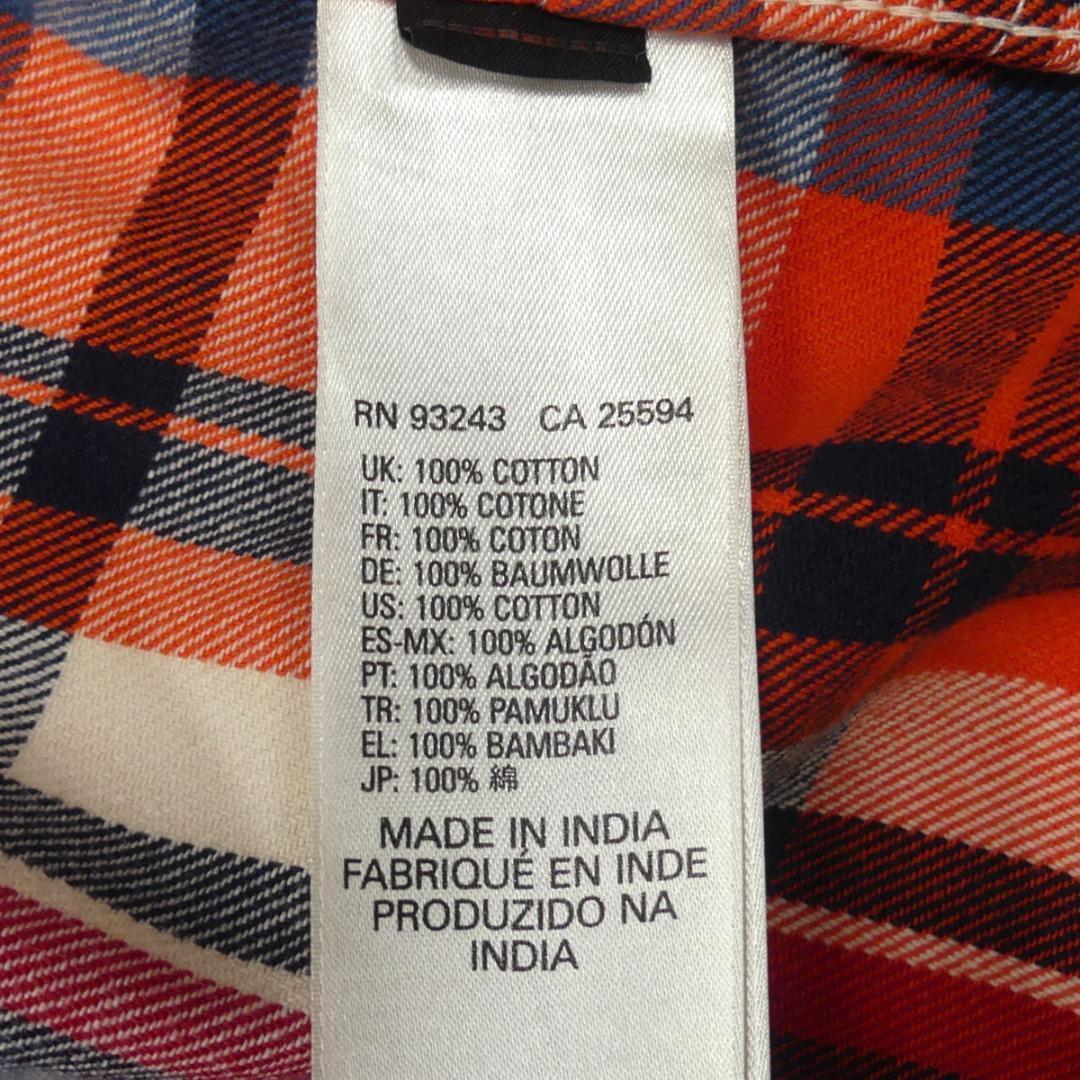 RN 93243 CA 25594
UK: 100% COTTON
IT: 100% COTONE
FR: 100% COTON
DE: 100% BAUMWOLLE
US: 100% COTTON
ES-MX: 100% ALGODÓN
PT: 100% ALGODÃO
TR: 100% PAMUKLU
EL: 100% BAMBAKI
JP: 100% 綿
MADE IN INDIA
FABRIQUÉ EN INDE
PRODUZIDO NA
INDIA